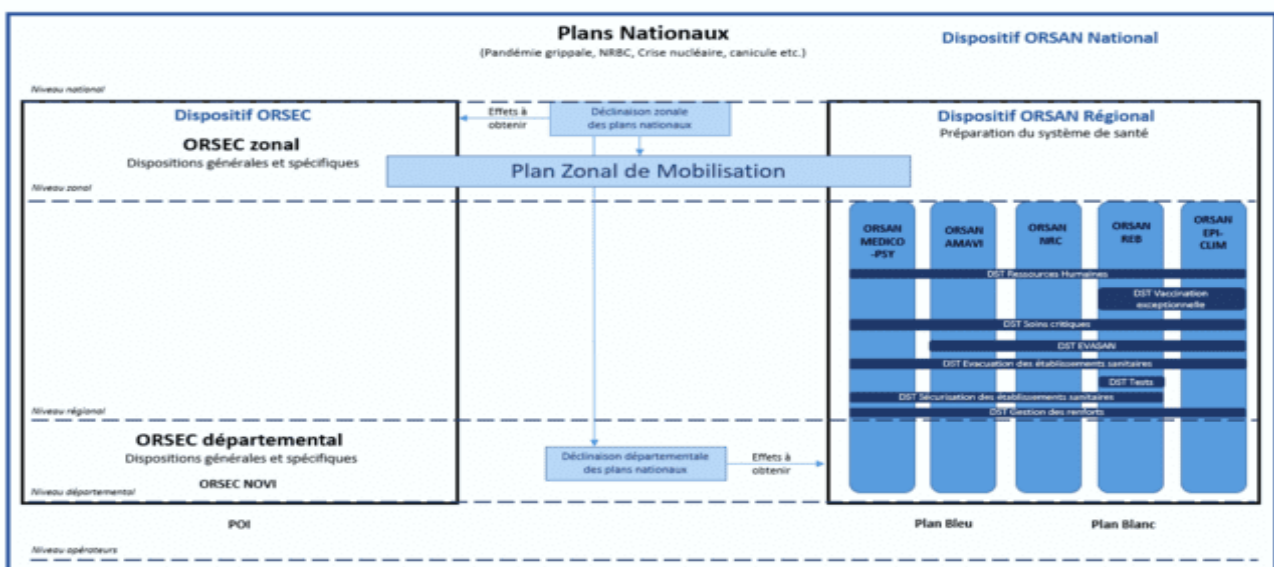 Plans Nationaux
(Pandémie grippale, NRBC, Crise nucléaire, canicule etc.)
Dispositif ORSAN National
Niveau national
Dispositif ORSEC
ORSEC zonal
Dispositions générales et spécifiques
Effets à
obtenir
Déclinaison zonale
des plans nationaux
Dispositif ORSAN Régional
Préparation du système de santé
Plan Zonal de Mobilisation
Niveau zonal
ORSAN
MEDICO
-PSY
ORSAN
AMAVI
ORSAN
NRC
ORSAN
REB
ORSAN
EPI-
CLIM
DST Ressources Humaines
DST Vaccination
exceptionnelle
DST Soins critiques
DST EVASAN
DST Evacuation des établissements sanitaires
DST Tests
DST Sécurisation des établissements sanitaires
DST Gestion des renforts
Niveau régional
ORSEC départemental
Dispositions générales et spécifiques
ORSEC NOVI
Déclinaison départementale
des plans nationaux
Effets à
obtenir
Niveau départemental
POI
Plan Bleu
Plan Blanc
Niveau opérateurs